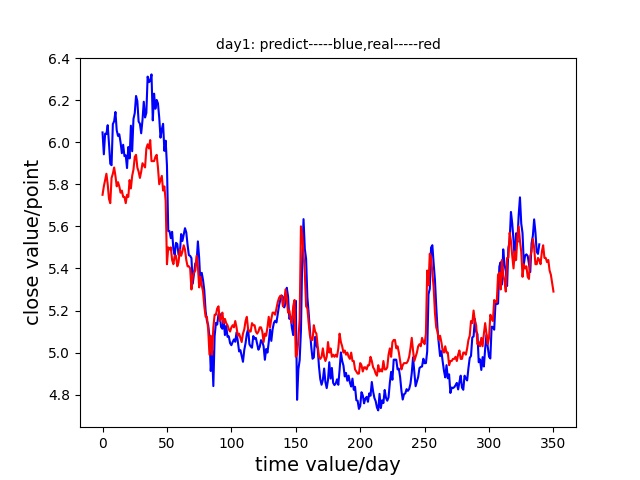 day1: predict-----blue,real-----red
6.4
6.2
6.0
5.8
5.6
5.4
5.2
5.0
4.8
close value/point
0 50 100 150 200 250 300 350
time value/day